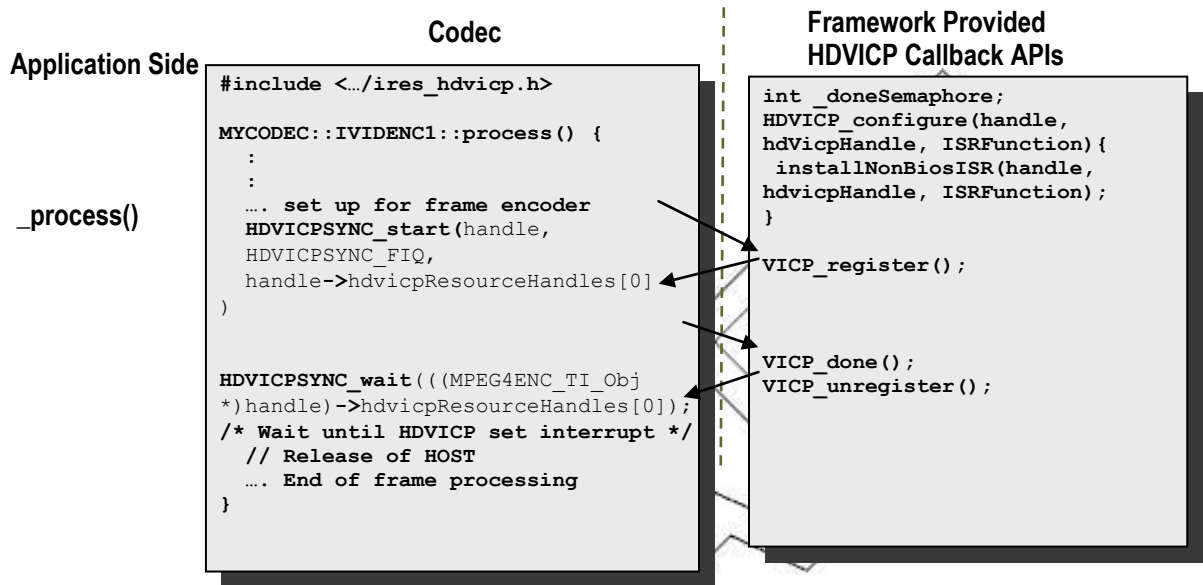 Application Side
_process()
Codec
#include <…/ires_hdvicp.h>
MYCODEC::IVIDENC1::process() {
:
:
…. set up for frame encoder
HDVICPSYNC_start(handle,
HDVICPSYNC_FIQ,
handle->hdvicpResourceHandles[0]
)
HDVICPSYNC_wait(((MPEG4ENC_TI_Obj
*)handle)->hdvicpResourceHandles[0]);
/* Wait until HDVICP set interrupt */
// Release of HOST
…. End of frame processing
}
Framework Provided
HDVICP Callback APIs
int _doneSemaphore;
HDVICP_configure(handle,
hdVicpHandle, ISRFunction){
installNonBiosISR(handle,
hdvicpHandle, ISRFunction);
}
VICP_register();
VICP_done();
VICP_unregister();